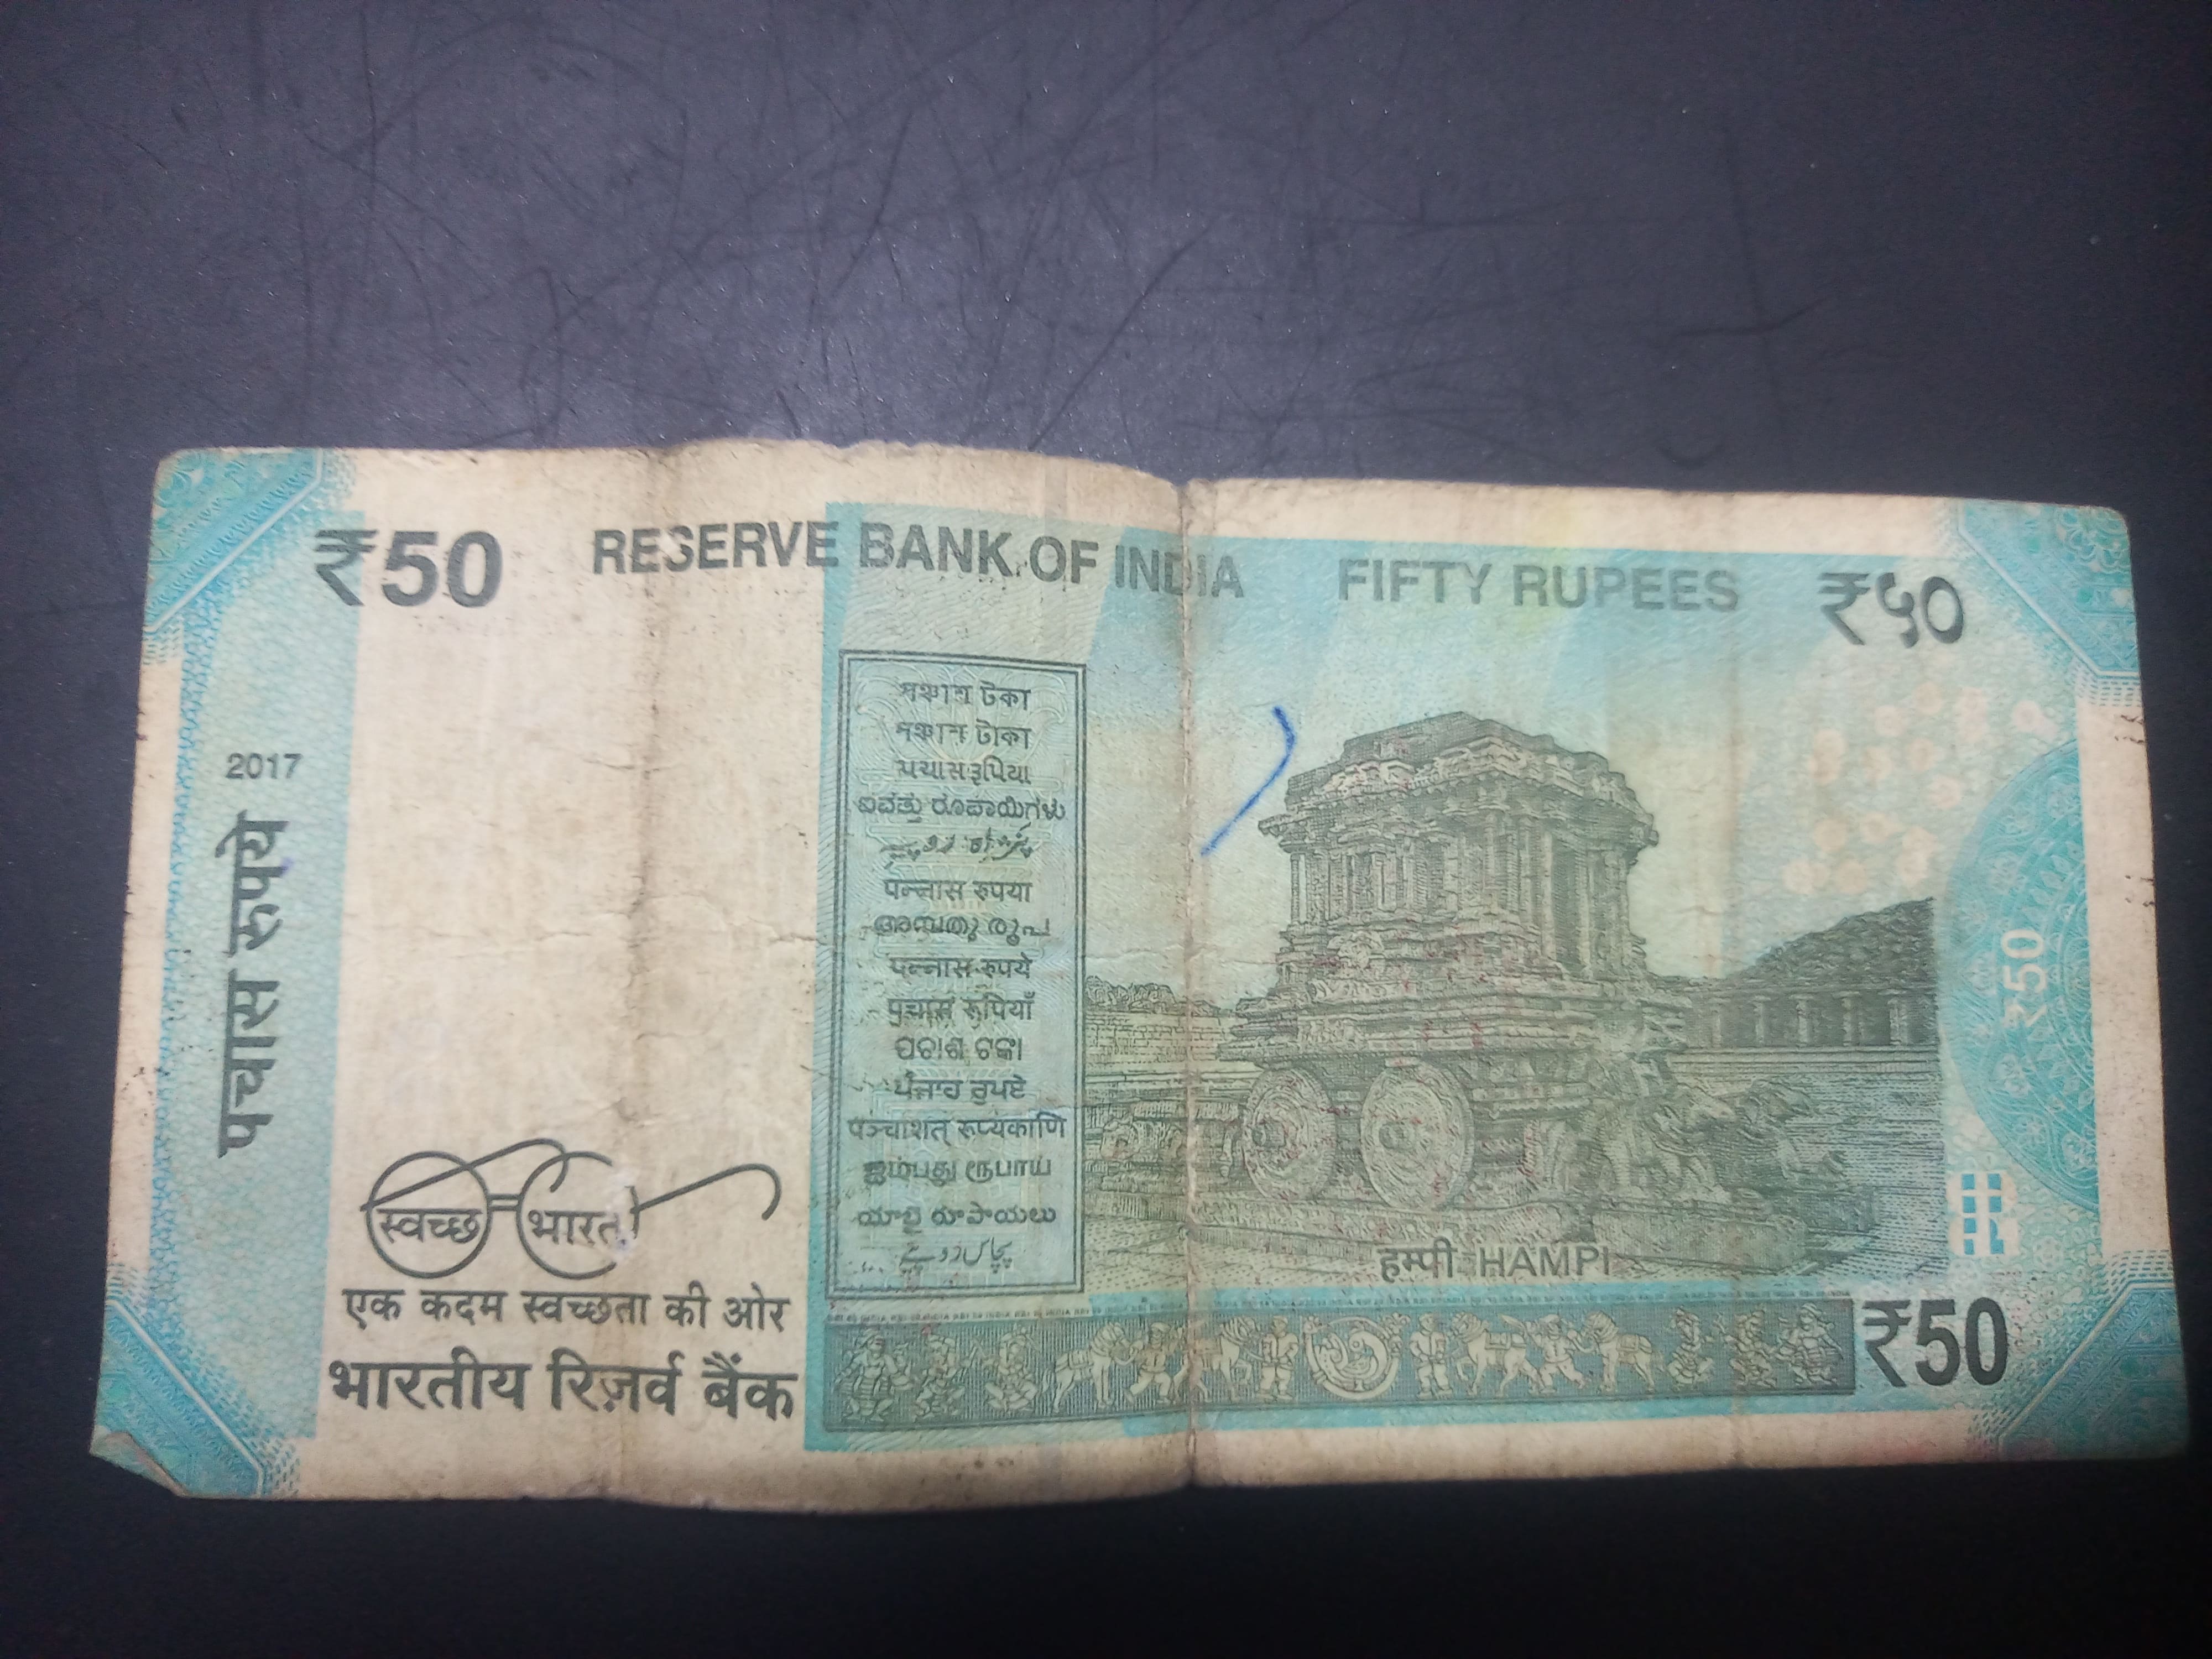 ₹50 RESERVE BANK OF INDIA FIFTY RUPEES ₹५०
2017
पचास रुपये
পঞ্চাশ টকা
পঞ্চাশ টাকা
પચાસ રૂપિયા
ಐವತ್ತು ರೂಪಾಯಿಗಳು
पन्नास रुपया
അമ്പതു രൂപ
पन्नास रुपये
पचास रूपियाँ
ପଚାଶ ଟଙ୍କା
ਪੰਜਾਹ ਰੁਪਏ
पञ्चाशत् रूप्यकाणि
ஐம்பது ரூபாய்
యాభై రూపాయలు
پچاس روپے
₹50
स्वच्छ भारत
एक कदम स्वच्छता की ओर
भारतीय रिज़र्व बैंक
हम्पी HAMPI
₹50